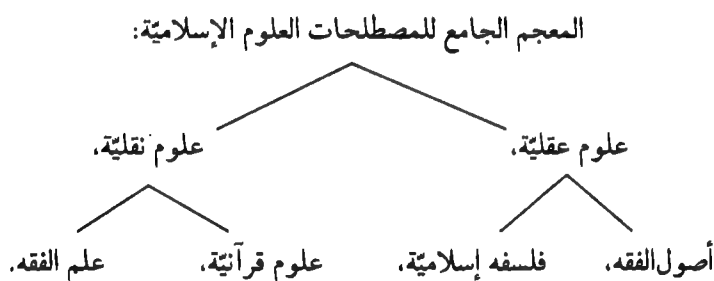 المعجم الجامع للمصطلحات العلوم الإسلاميّة:
علوم عقليّة، علوم نقليّة،
أصول‌الفقه، فلسفه إسلاميّة، علوم قرآنيّة، علم الفقه.